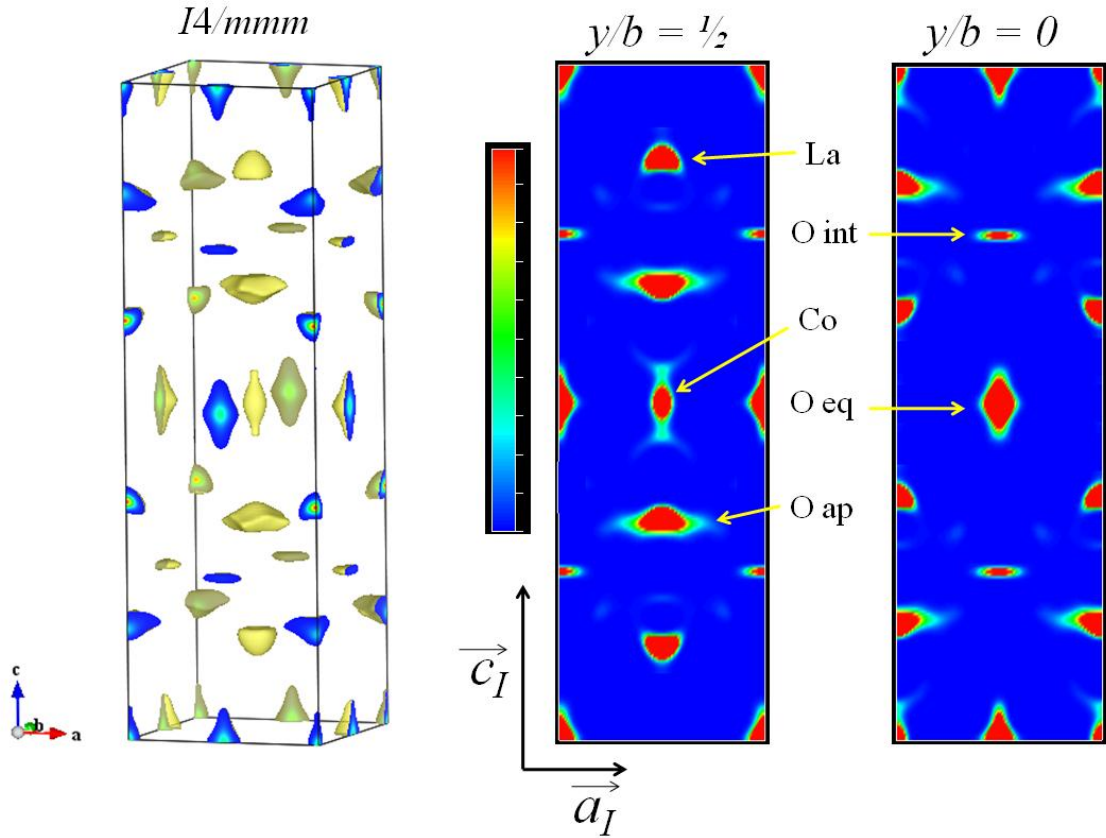 I4/mmm
y/b = ½
y/b = 0
La
O int
Co
O eq
O ap
c
b
a
c_I
a_I